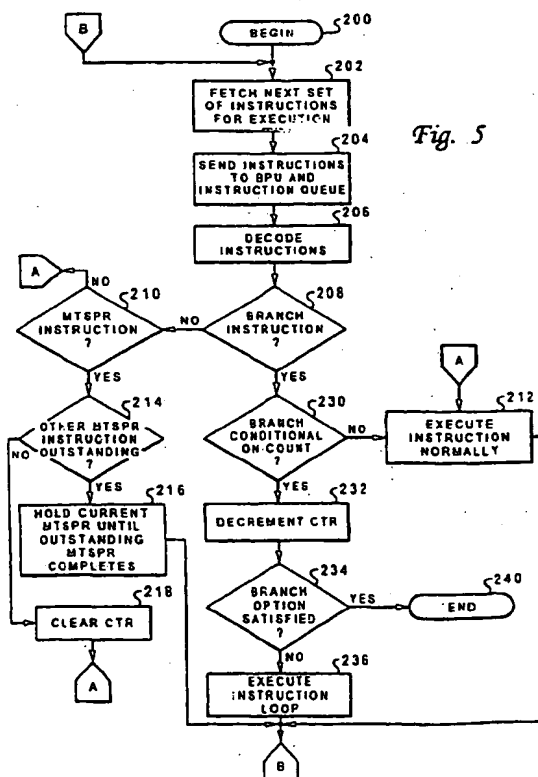 B
BEGIN
200
202
FETCH NEXT SET
OF INSTRUCTIONS
FOR EXECUTION
Fig. 5
204
SEND INSTRUCTIONS
TO BPU AND
INSTRUCTION QUEUE
206
DECODE
INSTRUCTIONS
A
NO
210
MTSPR
INSTRUCTION
?
NO
208
BRANCH
INSTRUCTION
?
YES
YES
A
214
OTHER MTSPR
INSTRUCTION
OUTSTANDING
?
NO
230
BRANCH
CONDITIONAL
ON-COUNT
?
NO
212
EXECUTE
INSTRUCTION
NORMALLY
YES
216
HOLD CURRENT
MTSPR UNTIL
OUTSTANDING
MTSPR
COMPLETES
YES
232
DECREMENT CTR
234
BRANCH
OPTION
SATISFIED
?
YES
240
END
218
CLEAR CTR
NO
236
EXECUTE
INSTRUCTION
LOOP
A
B